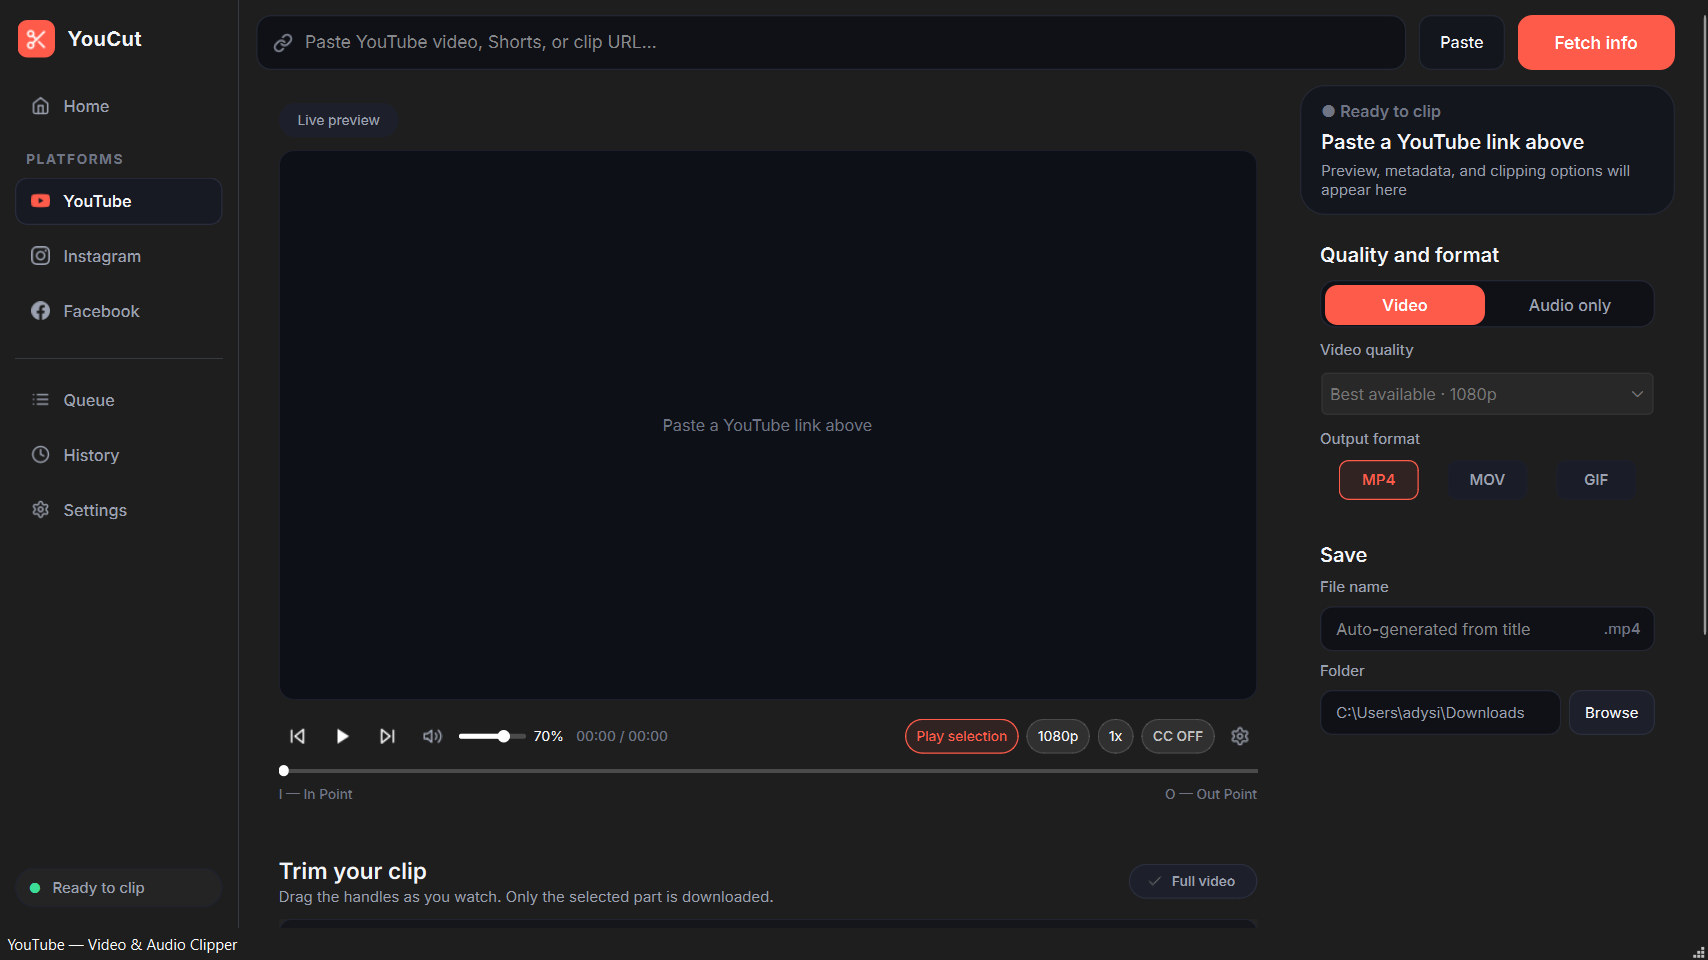 YouCut
Home
PLATFORMS
YouTube
Instagram
Facebook
Queue
History
Settings
Ready to clip
YouTube — Video & Audio Clipper
Paste YouTube video, Shorts, or clip URL...
Paste
Fetch info
Live preview
Paste a YouTube link above
70%
00:00 / 00:00
Play selection
1080p
1x
CC OFF
I — In Point
O — Out Point
Trim your clip
Drag the handles as you watch. Only the selected part is downloaded.
Full video
Ready to clip
Paste a YouTube link above
Preview, metadata, and clipping options will
appear here
Quality and format
Video
Audio only
Video quality
Best available · 1080p
Output format
MP4
MOV
GIF
Save
File name
Auto-generated from title
.mp4
Folder
C:\Users\adysi\Downloads
Browse